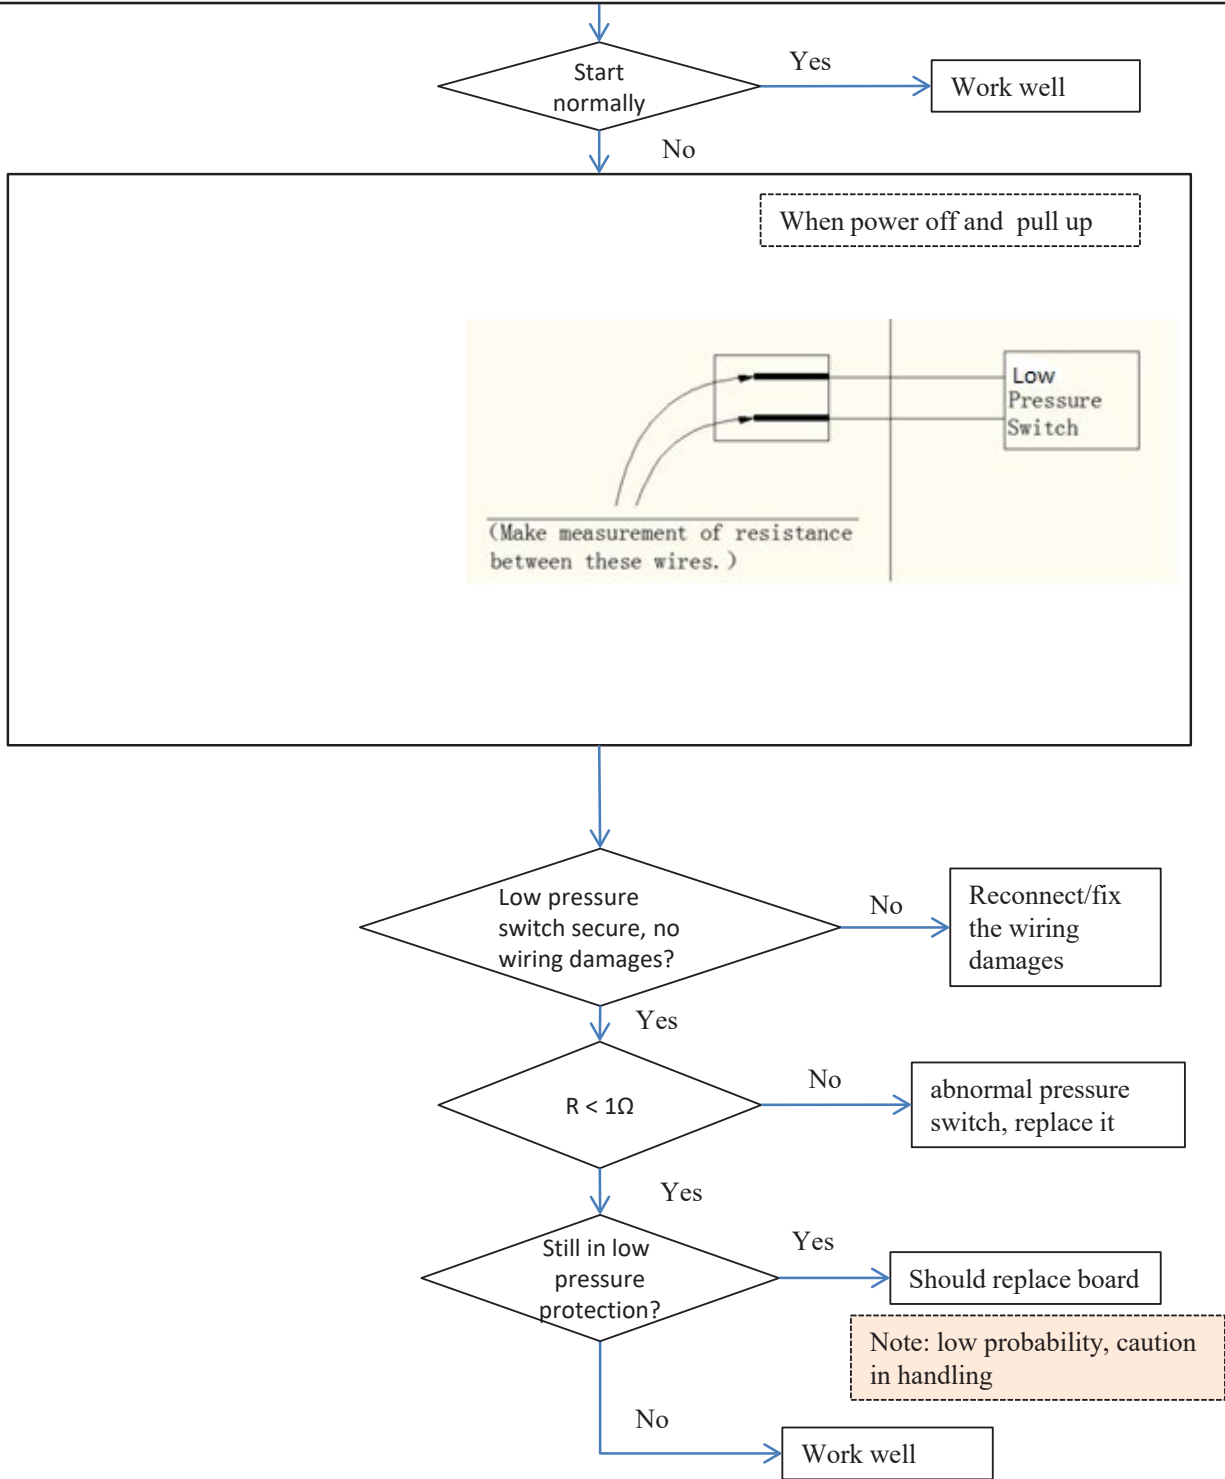 Start
normally
Yes
Work well
No
When power off and  pull up
Low
Pressure
Switch
(Make measurement of resistance
between these wires.)
Low pressure
switch secure, no
wiring damages?
No
Reconnect/fix
the wiring
damages
Yes
R < 1Ω
No
abnormal pressure
switch, replace it
Yes
Still in low
pressure
protection?
Yes
Should replace board
Note: low probability, caution
in handling
No
Work well